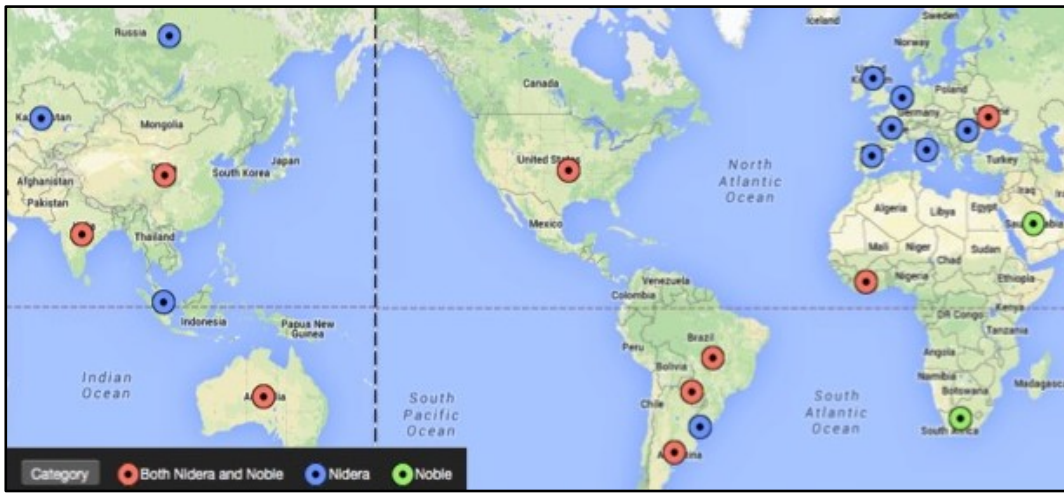 Iceland
Sweden
Russia
Norway
Canada
Poland
Germany
Mongolia
Japan
South Korea
Turkey
Afghanistan
Pakistan
United States
North
Atlantic
Ocean
Iraq
Algeria
Libya
Egypt
Mexico
Thailand
Mali
Niger
Chad
Sudan
Nigeria
Ethiopia
Venezuela
Colombia
Kenya
DR Congo
Indonesia
Papua New
Guinea
Tanzania
Brazil
Peru
Bolivia
Angola
Namibia
Botswana
Madagasc
Indian
Ocean
South
Pacific
Ocean
Chile
South
Atlantic
Ocean
South Africa
Category
Both Nidera and Noble
Nidera
Noble